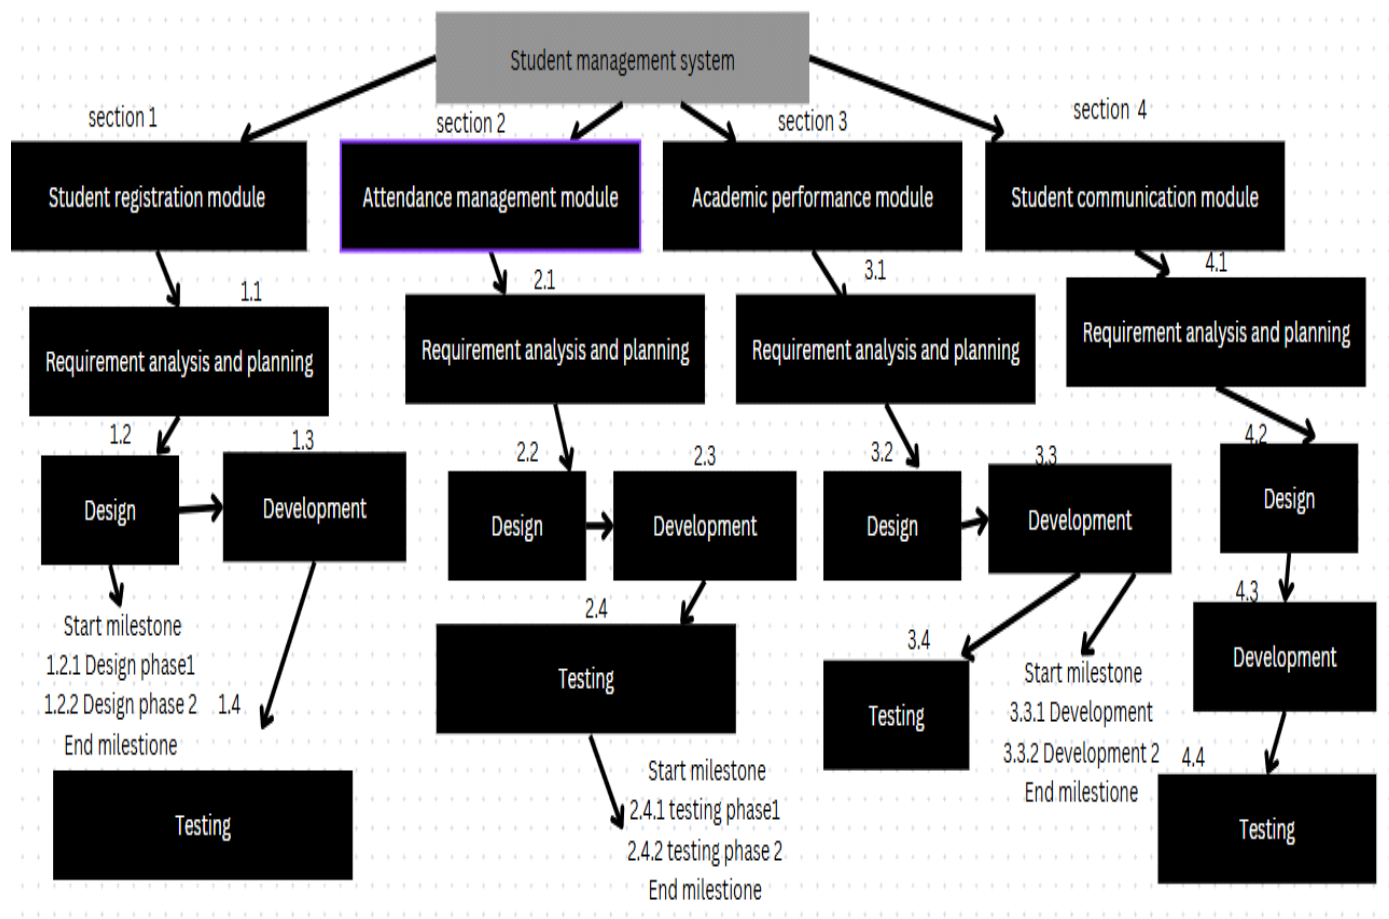 Student management system
section 1
section 2
section 3
section 4
Student registration module
Attendance management module
Academic performance module
Student communication module
1.1
2.1
3.1
4.1
Requirement analysis and planning
Requirement analysis and planning
Requirement analysis and planning
Requirement analysis and planning
1.2
1.3
2.2
2.3
3.2
3.3
4.2
Design
Development
Design
Development
Design
Development
Design
Start milestone
1.2.1 Design phase1
1.2.2 Design phase 2
End milestione
1.4
Testing
2.4
Testing
Start milestone
2.4.1 testing phase1
2.4.2 testing phase 2
End milestione
3.4
Testing
Start milestone
3.3.1 Development
3.3.2 Development 2
End milestione
4.3
Development
4.4
Testing